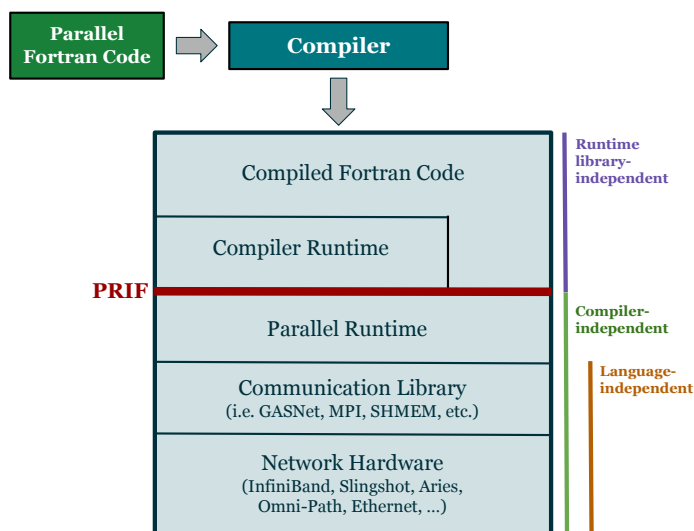 Parallel
Fortran Code
Compiler
Compiled Fortran Code
Runtime
library-
independent
Compiler Runtime
PRIF
Parallel Runtime
Compiler-
independent
Communication Library
(i.e. GASNet, MPI, SHMEM, etc.)
Language-
independent
Network Hardware
(InfiniBand, Slingshot, Aries,
Omni-Path, Ethernet, ...)